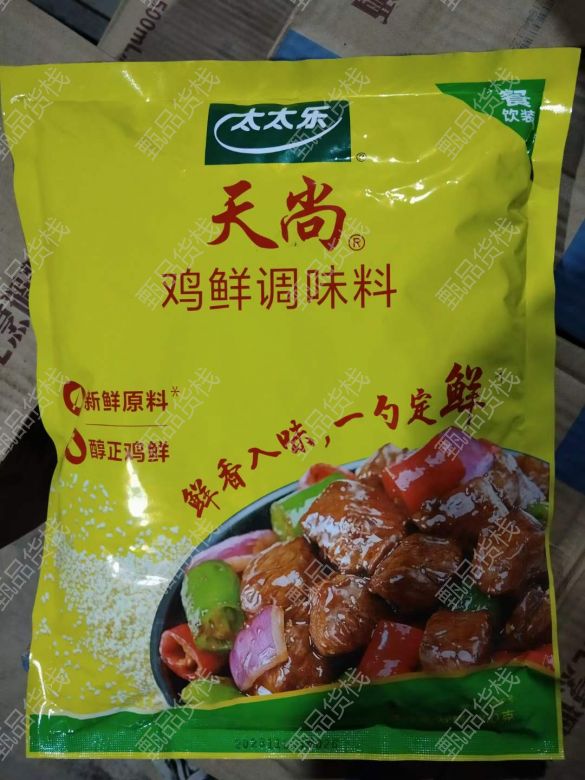 500mL
餐
饮装
太太乐
®
天尚®
鸡鲜调味料
新鲜原料*
醇正鸡鲜
鲜香入味，一勺定鲜
甄品货栈